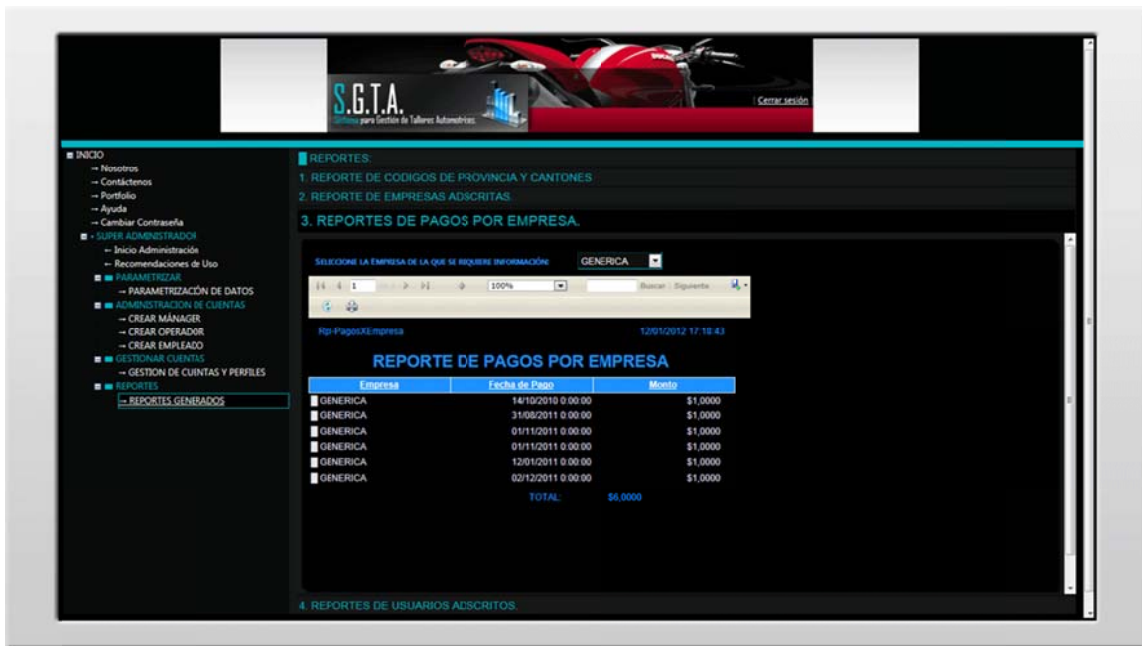 S.G.T.A.
Sistema para Gestión de Talleres Automotrices
DUCATI
| Cerrar sesión
INICIO
→ Nosotros
→ Contáctenos
→ Portfolio
→ Ayuda
→ Cambiar Contraseña
- SUPER ADMINISTRADOR
← Inicio Administración
← Recomendaciones de Uso
PARAMETRIZAR
→ PARAMETRIZACIÓN DE DATOS
ADMINISTRACION DE CUENTAS
→ CREAR MÁNAGER
→ CREAR OPERADOR
→ CREAR EMPLEADO
GESTIONAR CUENTAS
→ GESTION DE CUINTAS Y PERFILES
REPORTES
→ REPORTES GENERADOS
REPORTES:
1. REPORTE DE CODIGOS DE PROVINCIA Y CANTONES
2. REPORTE DE EMPRESAS ADSCRITAS.
3. REPORTES DE PAGOS POR EMPRESA.
SELECCIONE LA EMPRESA DE LA QUE SE REQUIERE INFORMACIÓN: GENERICA
1 100% Buscar | Siguiente
Rp-PagosXEmpresa 12/01/2012 17:18:43
REPORTE DE PAGOS POR EMPRESA
Empresa Fecha de Pago Monto
GENERICA 14/10/2010 0:00:00 $1,0000
GENERICA 31/08/2011 0:00:00 $1,0000
GENERICA 01/11/2011 0:00:00 $1,0000
GENERICA 01/11/2011 0:00:00 $1,0000
GENERICA 12/01/2011 0:00:00 $1,0000
GENERICA 02/12/2011 0:00:00 $1,0000
TOTAL: $6,0000
4. REPORTES DE USUARIOS ADSCRITOS.